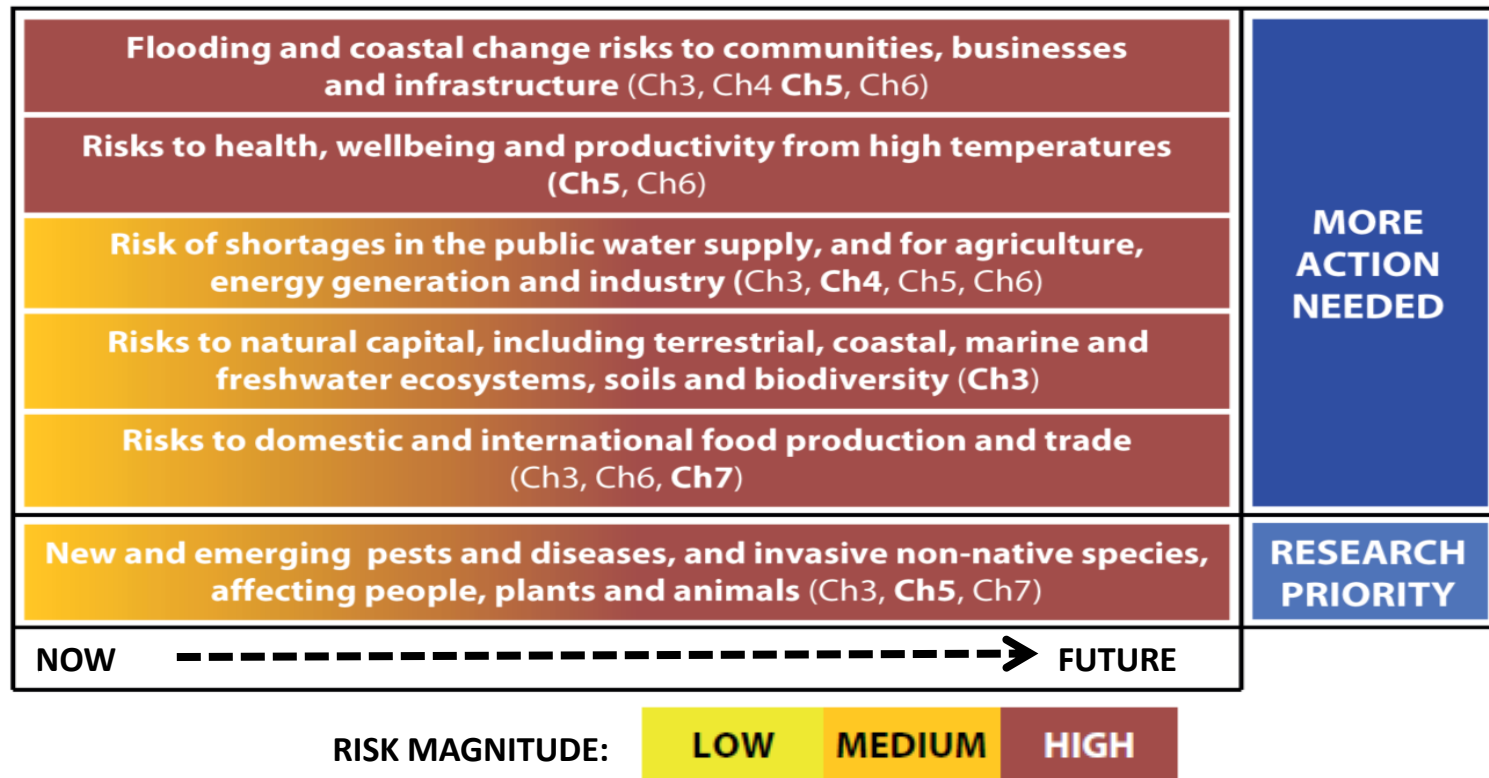 Flooding and coastal change risks to communities, businesses
and infrastructure (Ch3, Ch4 Ch5, Ch6)
Risks to health, wellbeing and productivity from high temperatures
(Ch5, Ch6)
Risk of shortages in the public water supply, and for agriculture,
energy generation and industry (Ch3, Ch4, Ch5, Ch6)
Risks to natural capital, including terrestrial, coastal, marine and
freshwater ecosystems, soils and biodiversity (Ch3)
Risks to domestic and international food production and trade
(Ch3, Ch6, Ch7)
MORE
ACTION
NEEDED
New and emerging pests and diseases, and invasive non-native species,
affecting people, plants and animals (Ch3, Ch5, Ch7)
RESEARCH
PRIORITY
NOW FUTURE
RISK MAGNITUDE: LOW MEDIUM HIGH